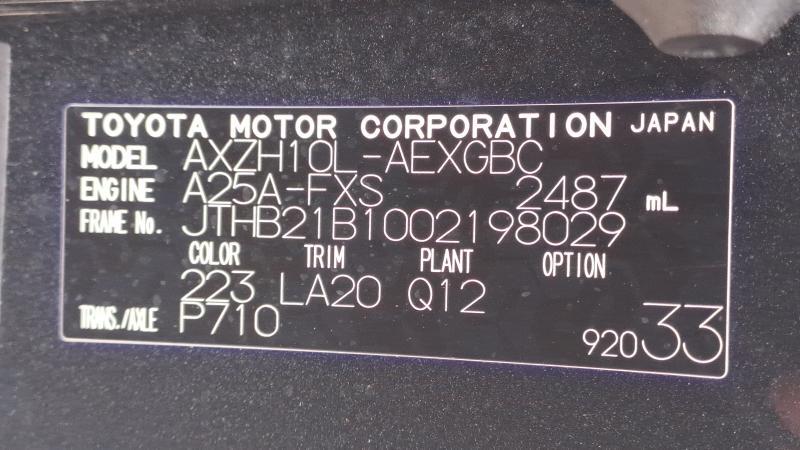 TOYOTA MOTOR CORPORATION JAPAN
MODEL AXZH10L-AEXGBC
ENGINE A25A-FXS 2487 mL
FRAME No. JTHB21B1002198029
COLOR TRIM PLANT OPTION
223 LA20 Q12
TRANS./AXLE P710
92033